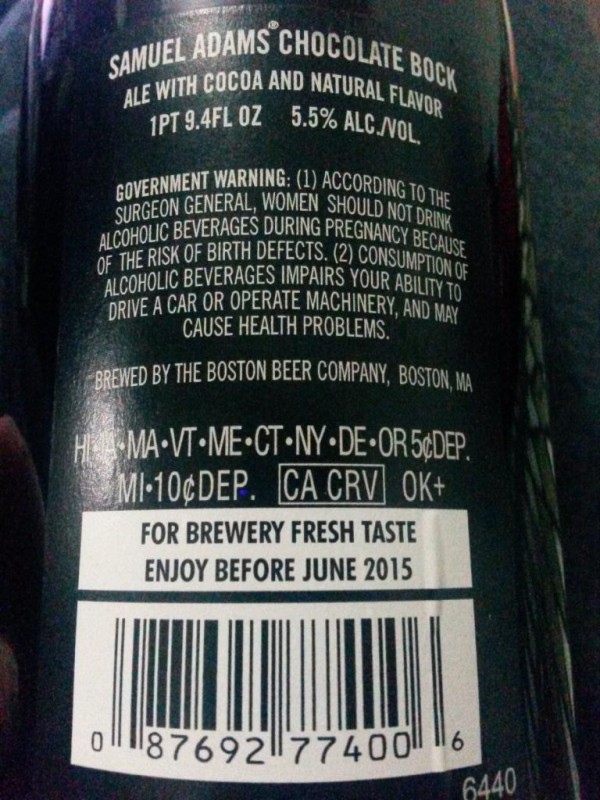 SAMUEL ADAMS® CHOCOLATE BOCK
ALE WITH COCOA AND NATURAL FLAVOR
1PT 9.4FL OZ 5.5% ALC./VOL.
GOVERNMENT WARNING: (1) ACCORDING TO THE
SURGEON GENERAL, WOMEN SHOULD NOT DRINK
ALCOHOLIC BEVERAGES DURING PREGNANCY BECAUSE
OF THE RISK OF BIRTH DEFECTS. (2) CONSUMPTION OF
ALCOHOLIC BEVERAGES IMPAIRS YOUR ABILITY TO
DRIVE A CAR OR OPERATE MACHINERY, AND MAY
CAUSE HEALTH PROBLEMS.
BREWED BY THE BOSTON BEER COMPANY, BOSTON, MA
HI•IA•MA•VT•ME•CT•NY•DE•OR 5¢DEP.
MI•10¢DEP. CA CRV OK+
FOR BREWERY FRESH TASTE
ENJOY BEFORE JUNE 2015
0 87692 77400 6
6440